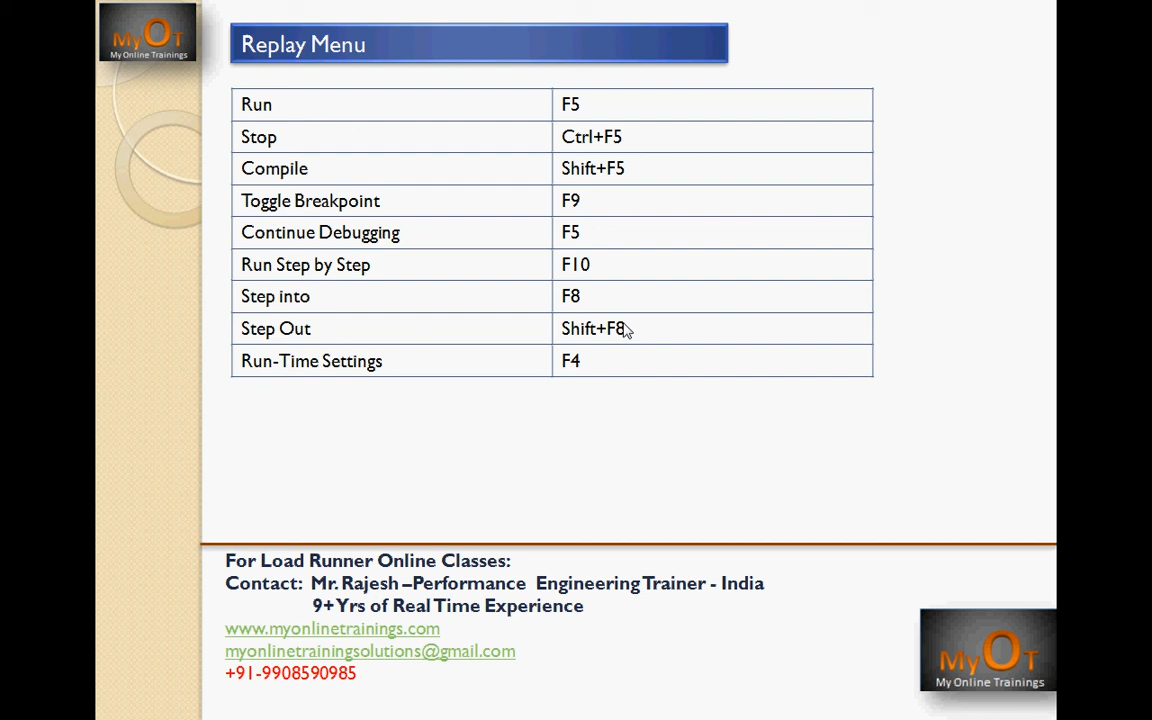 MyOT
My Online Trainings
Replay Menu
Run F5
Stop Ctrl+F5
Compile Shift+F5
Toggle Breakpoint F9
Continue Debugging F5
Run Step by Step F10
Step into F8
Step Out Shift+F8
Run-Time Settings F4
For Load Runner Online Classes:
Contact: Mr. Rajesh –Performance Engineering Trainer - India
9+Yrs of Real Time Experience
www.myonlinetrainings.com
myonlinetrainingsolutions@gmail.com
+91-9908590985
MyOT
My Online Trainings